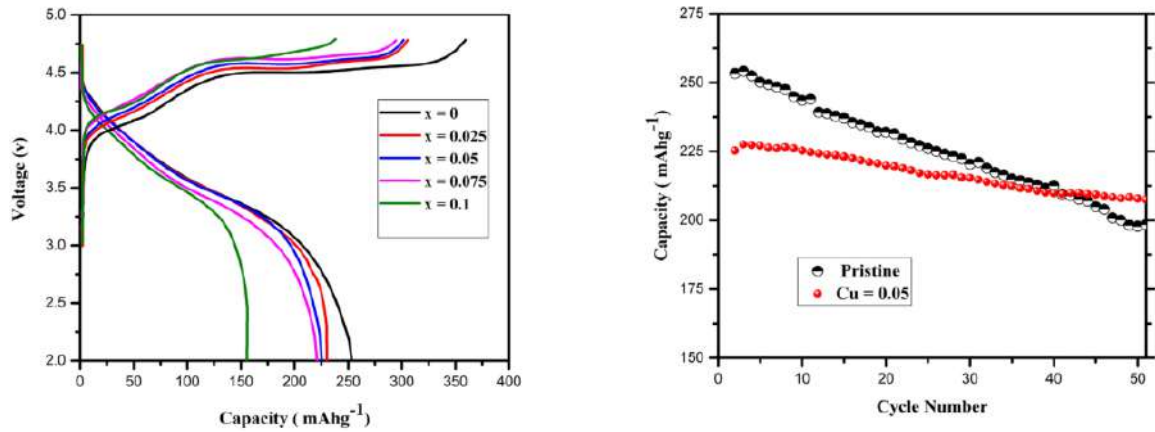 5.0
4.5
4.0
3.5
3.0
2.5
2.0
Voltage (v)
x = 0
x = 0.025
x = 0.05
x = 0.075
x = 0.1
0 50 100 150 200 250 300 350 400
Capacity ( mAhg-1)
275
250
225
200
175
150
Capacity ( mAhg-1)
Pristine
Cu = 0.05
0 10 20 30 40 50
Cycle Number